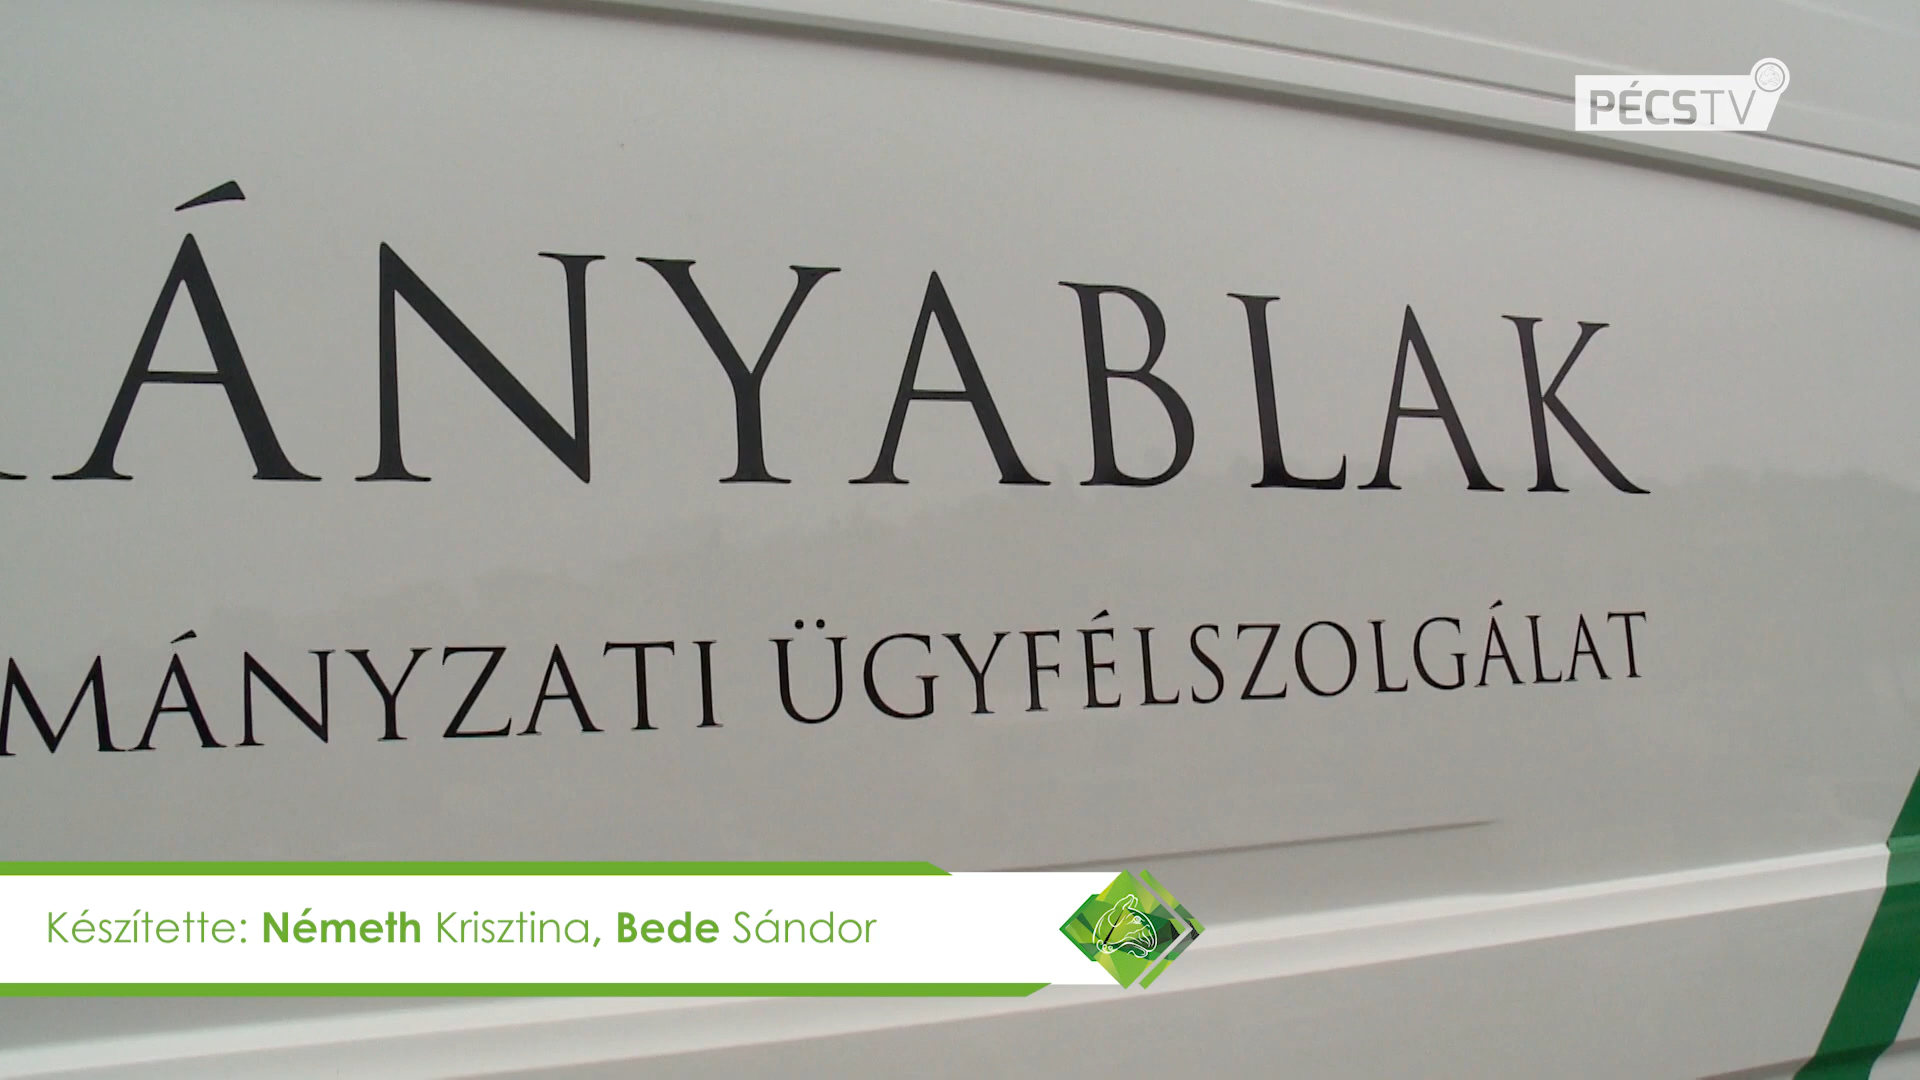 PÉCSTV
ÁNYABLAK
MÁNYZATI ÜGYFÉLSZOLGÁLAT
Készítette: Németh Krisztina, Bede Sándor